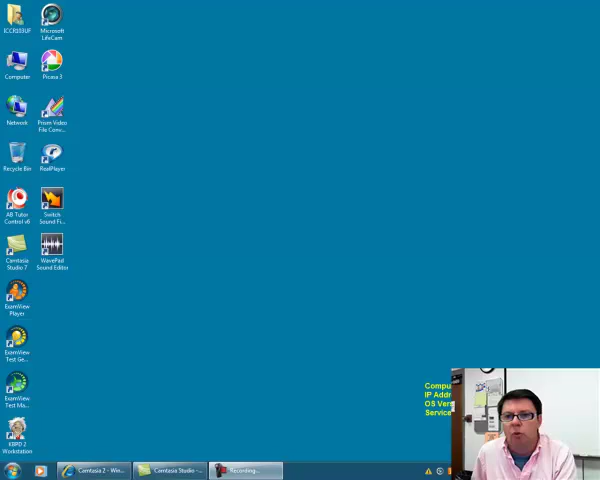 ICCR103UF
Microsoft
LifeCam
Computer
Picasa 3
Network
Prism Video
File Conv...
Recycle Bin
RealPlayer
AB Tutor
Control v6
Switch
Sound Fi...
Camtasia
Studio 7
WavePad
Sound Editor
ExamView
Player
ExamView
Test Ge...
ExamView
Test Ma...
KBPD 2
Workstation
Compu
IP Addr
OS Vers
Service
Camtasia 2 - Win...
Camtasia Studio -...
Recording...